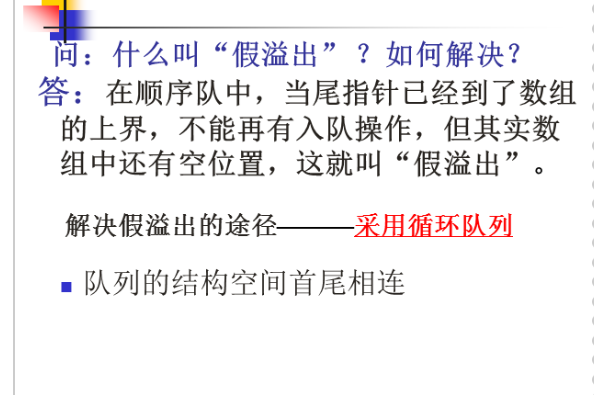 问：什么叫“假溢出”？如何解决？
答：在顺序队中，当尾指针已经到了数组
的上界，不能再有入队操作，但其实数
组中还有空位置，这就叫“假溢出”。
解决假溢出的途径———采用循环队列
队列的结构空间首尾相连